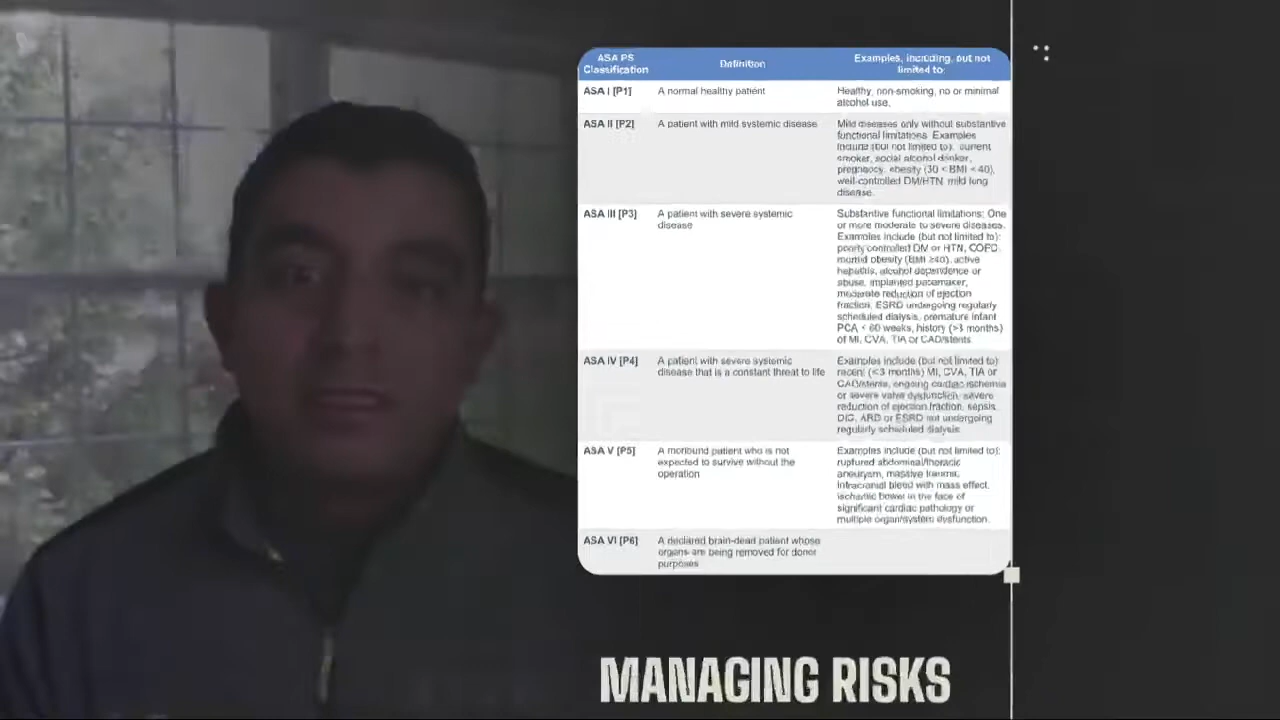 ASA PS
Classification
Definition
Examples, including, but not
limited to:
ASA I [P1]
A normal healthy patient
Healthy, non-smoking, no or minimal
alcohol use.
ASA II [P2]
A patient with mild systemic disease
Mild diseases only without substantive
functional limitations. Examples
include (but not limited to): current
smoker, social alcohol drinker,
pregnancy, obesity (30 < BMI < 40),
well-controlled DM/HTN, mild lung
disease.
ASA III [P3]
A patient with severe systemic
disease
Substantive functional limitations; One
or more moderate to severe diseases.
Examples include (but not limited to):
poorly controlled DM or HTN, COPD,
morbid obesity (BMI ≥40), active
hepatitis, alcohol dependence or
abuse, implanted pacemaker,
moderate reduction of ejection
fraction, ESRD undergoing regularly
scheduled dialysis, premature infant
PCA < 60 weeks, history (>3 months)
of MI, CVA, TIA or CAD/stents.
ASA IV [P4]
A patient with severe systemic
disease that is a constant threat to life
Examples include (but not limited to):
recent (<3 months) MI, CVA, TIA or
CAD/stents, ongoing cardiac ischemia
or severe valve dysfunction, severe
reduction of ejection fraction, sepsis,
DIC, ARD or ESRD not undergoing
regularly scheduled dialysis
ASA V [P5]
A moribund patient who is not
expected to survive without the
operation
Examples include (but not limited to):
ruptured abdominal/thoracic
aneurysm, massive trauma,
intracranial bleed with mass effect,
ischemic bowel in the face of
significant cardiac pathology or
multiple organ/system dysfunction.
ASA VI [P6]
A declared brain-dead patient whose
organs are being removed for donor
purposes
MANAGING RISKS